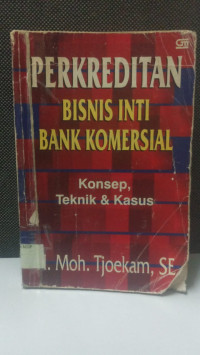 PERKREDITAN
BISNIS INTI
BANK KOMERSIAL
Konsep,
Teknik & Kasus
. Moh. Tjoekam, SE